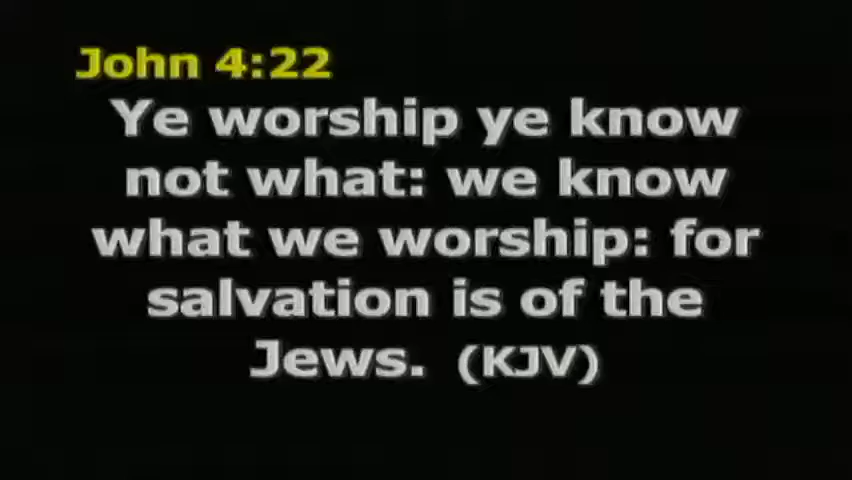 John 4:22
Ye worship ye know
not what: we know
what we worship: for
salvation is of the
Jews. (KJV)